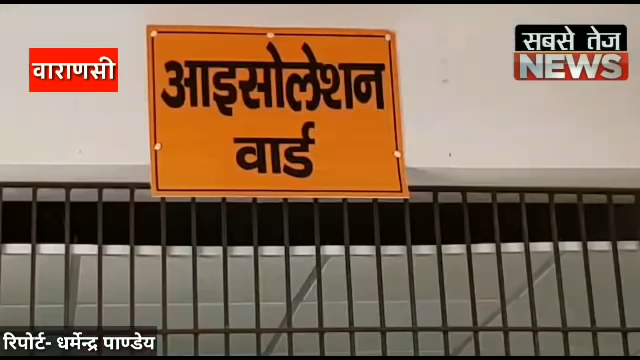 वाराणसी
सबसे तेज
NEWS
आइसोलेशन
वार्ड
रिपोर्ट- धर्मेन्द्र पाण्डेय